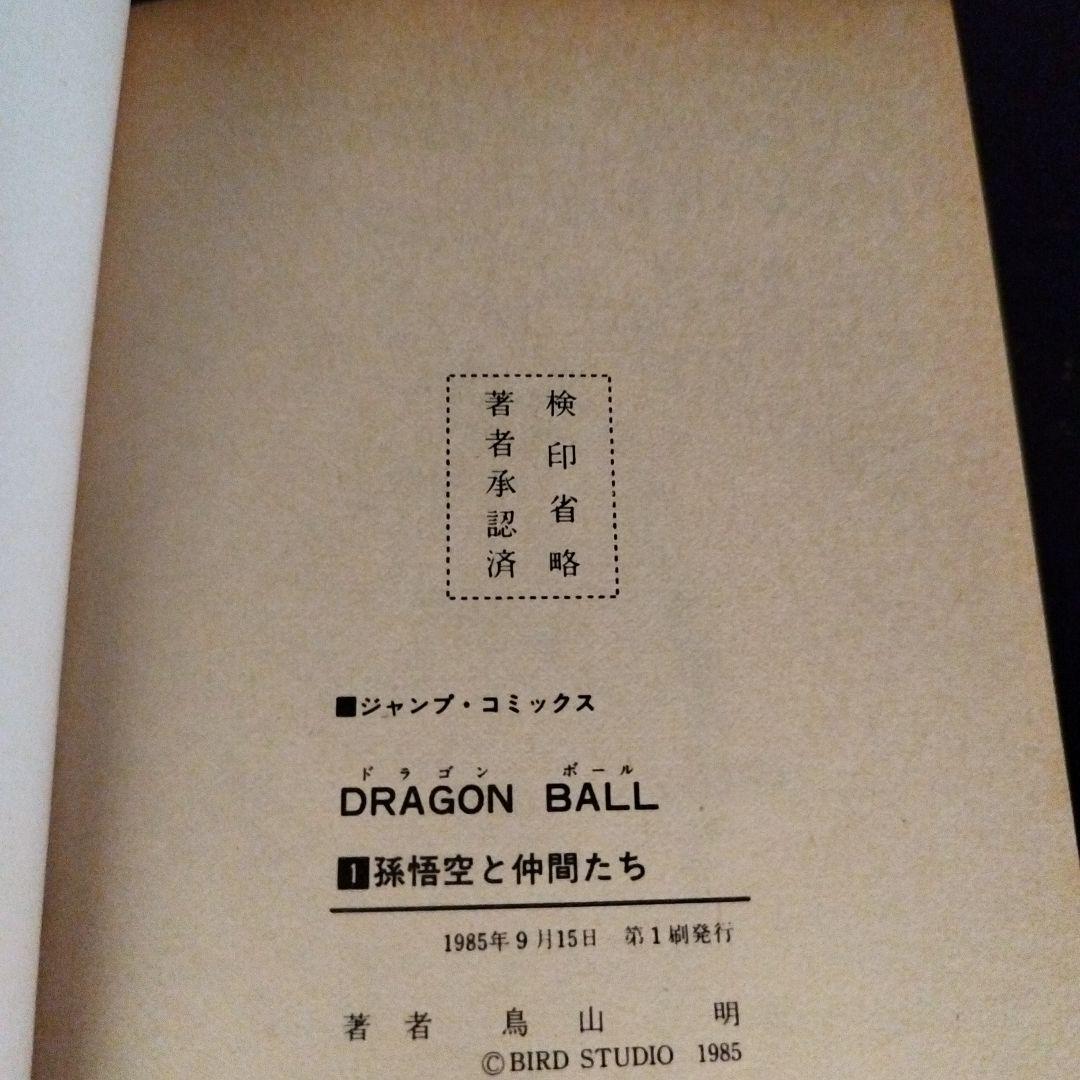 検印省略
著者承認済
■ジャンプ・コミックス
ドラゴン ボール
DRAGON BALL
1孫悟空と仲間たち
1985年9月15日 第1刷発行
著者 鳥山 明
©BIRD STUDIO 1985